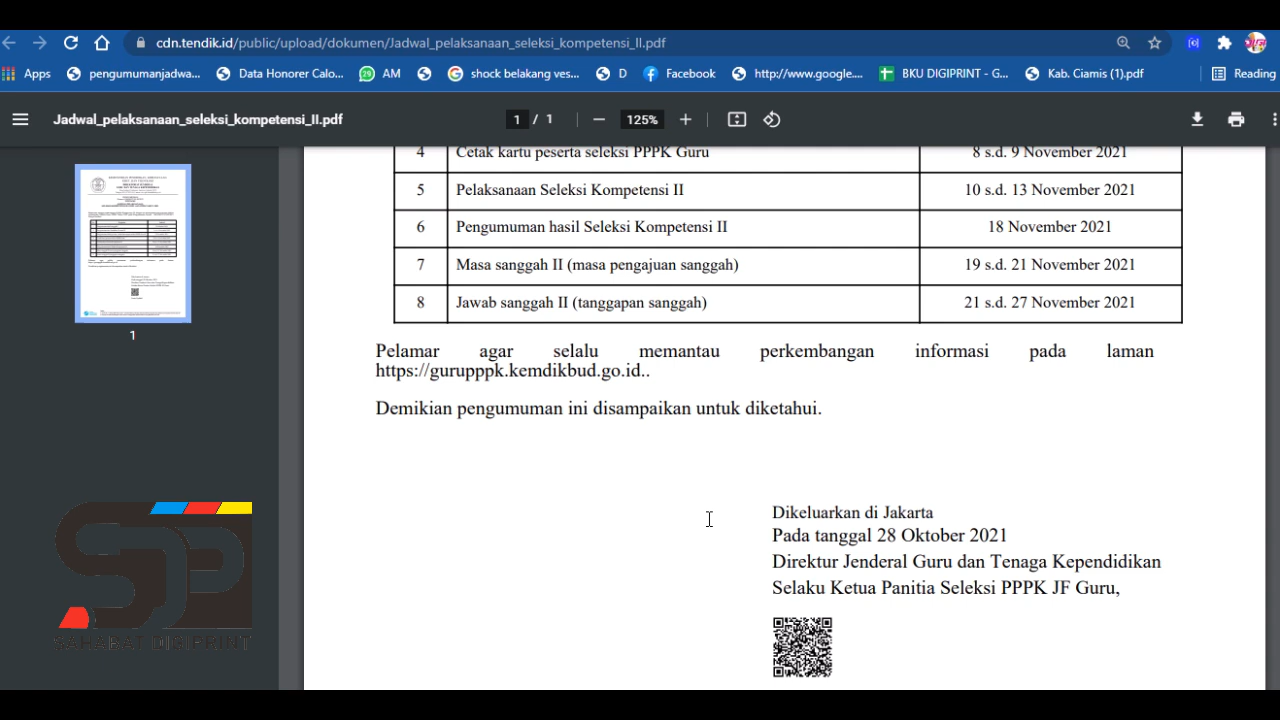 cdn.tendik.id/public/upload/dokumen/Jadwal_pelaksanaan_seleksi_kompetensi_II.pdf
Apps pengumumanjadwa... Data Honorer Calo... 29 AM shock belakang ves... D Facebook http://www.google.... BKU DIGIPRINT - G... Kab. Ciamis (1).pdf Reading
Jadwal_pelaksanaan_seleksi_kompetensi_II.pdf 1 / 1 125%
4 Cetak kartu peserta seleksi PPPK Guru 8 s.d. 9 November 2021
5 Pelaksanaan Seleksi Kompetensi II 10 s.d. 13 November 2021
6 Pengumuman hasil Seleksi Kompetensi II 18 November 2021
7 Masa sanggah II (masa pengajuan sanggah) 19 s.d. 21 November 2021
8 Jawab sanggah II (tanggapan sanggah) 21 s.d. 27 November 2021
1
Pelamar agar selalu memantau perkembangan informasi pada laman
https://gurupppk.kemdikbud.go.id..
Demikian pengumuman ini disampaikan untuk diketahui.
Dikeluarkan di Jakarta
Pada tanggal 28 Oktober 2021
Direktur Jenderal Guru dan Tenaga Kependidikan
Selaku Ketua Panitia Seleksi PPPK JF Guru,
SAHABAT DIGIPRINT